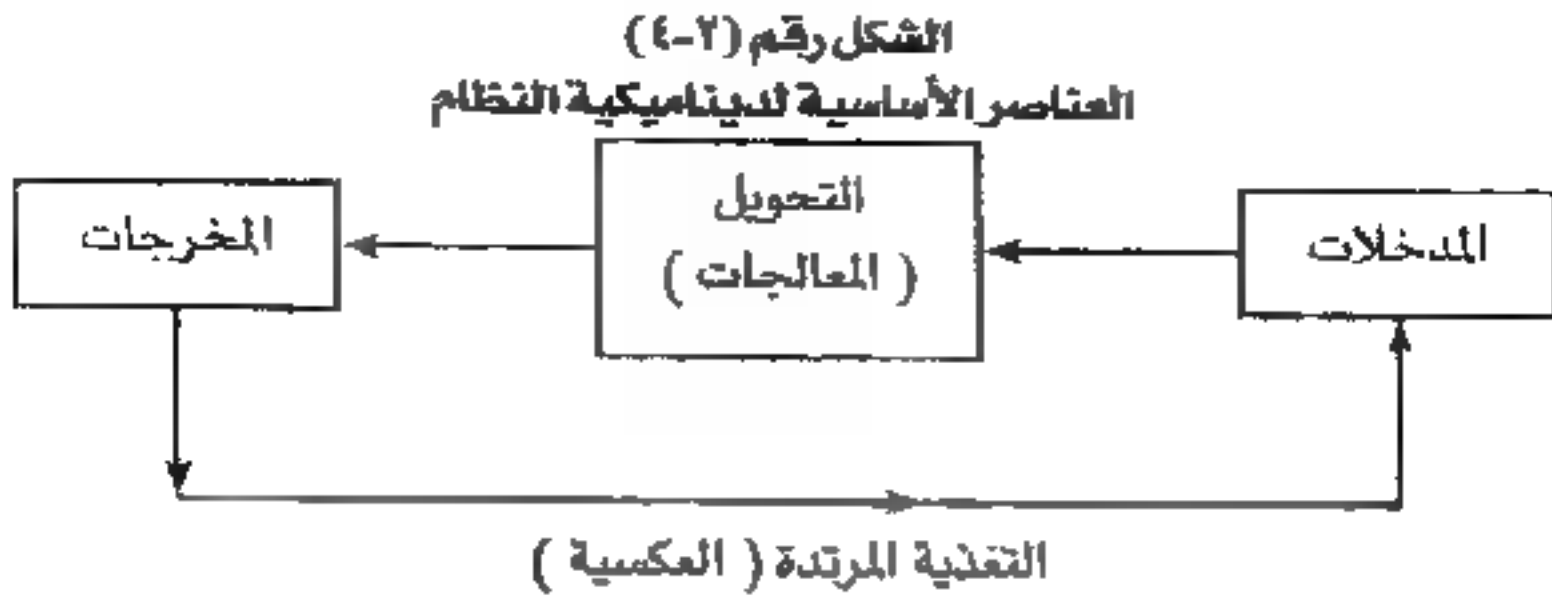 الشكل رقم (٢-٤)
العناصر الأساسية لديناميكية النظام
المدخلات
التحويل
( المعالجات )
المخرجات
التغذية المرتدة ( العكسية )